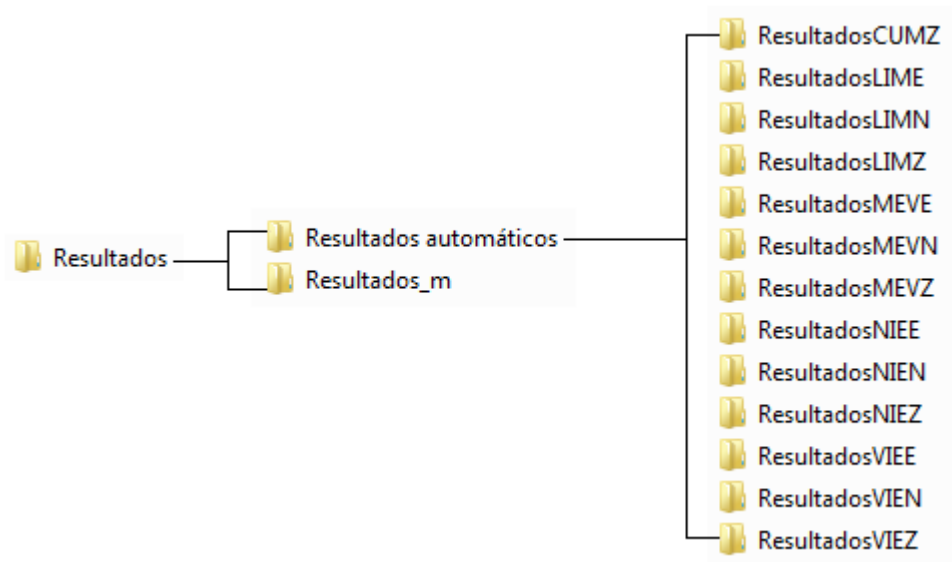 Resultados
Resultados automáticos
Resultados_m
ResultadosCUMZ
ResultadosLIME
ResultadosLIMN
ResultadosLIMZ
ResultadosMEVE
ResultadosMEVN
ResultadosMEVZ
ResultadosNIEE
ResultadosNIEN
ResultadosNIEZ
ResultadosVIEE
ResultadosVIEN
ResultadosVIEZ